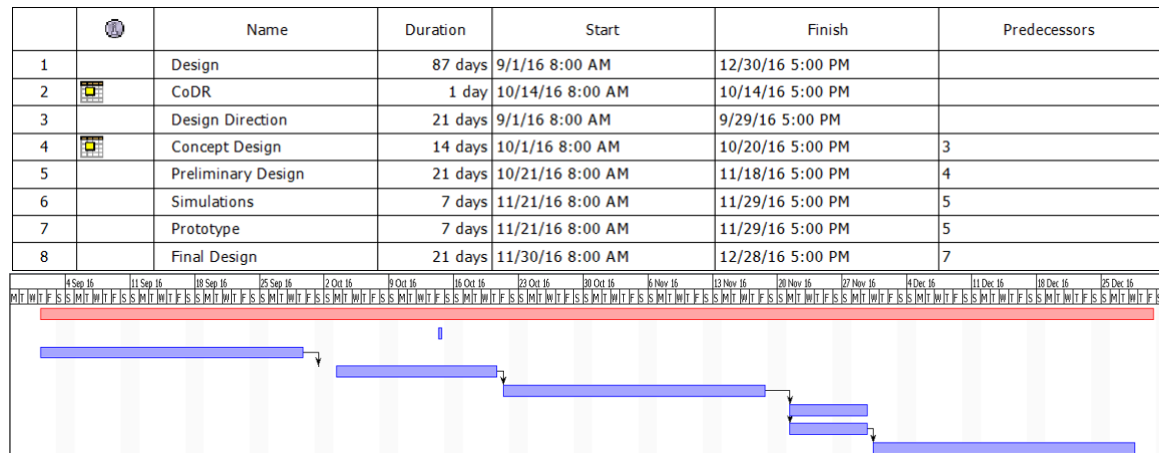 Name Duration Start Finish Predecessors
1 Design 87 days 9/1/16 8:00 AM 12/30/16 5:00 PM
2 CoDR 1 day 10/14/16 8:00 AM 10/14/16 5:00 PM
3 Design Direction 21 days 9/1/16 8:00 AM 9/29/16 5:00 PM
4 Concept Design 14 days 10/1/16 8:00 AM 10/20/16 5:00 PM 3
5 Preliminary Design 21 days 10/21/16 8:00 AM 11/18/16 5:00 PM 4
6 Simulations 7 days 11/21/16 8:00 AM 11/29/16 5:00 PM 5
7 Prototype 7 days 11/21/16 8:00 AM 11/29/16 5:00 PM 5
8 Final Design 21 days 11/30/16 8:00 AM 12/28/16 5:00 PM 7
4 Sep 16 11 Sep 16 18 Sep 16 25 Sep 16 2 Oct 16 9 Oct 16 16 Oct 16 23 Oct 16 30 Oct 16 6 Nov 16 13 Nov 16 20 Nov 16 27 Nov 16 4 Dec 16 11 Dec 16 18 Dec 16 25 Dec 16
M T W T F S S M T W T F S S M T W T F S S M T W T F S S M T W T F S S M T W T F S S M T W T F S S M T W T F S S M T W T F S S M T W T F S S M T W T F S S M T W T F S S M T W T F S S M T W T F S S M T W T F S S M T W T F S S M T W T F S S M T W T F S